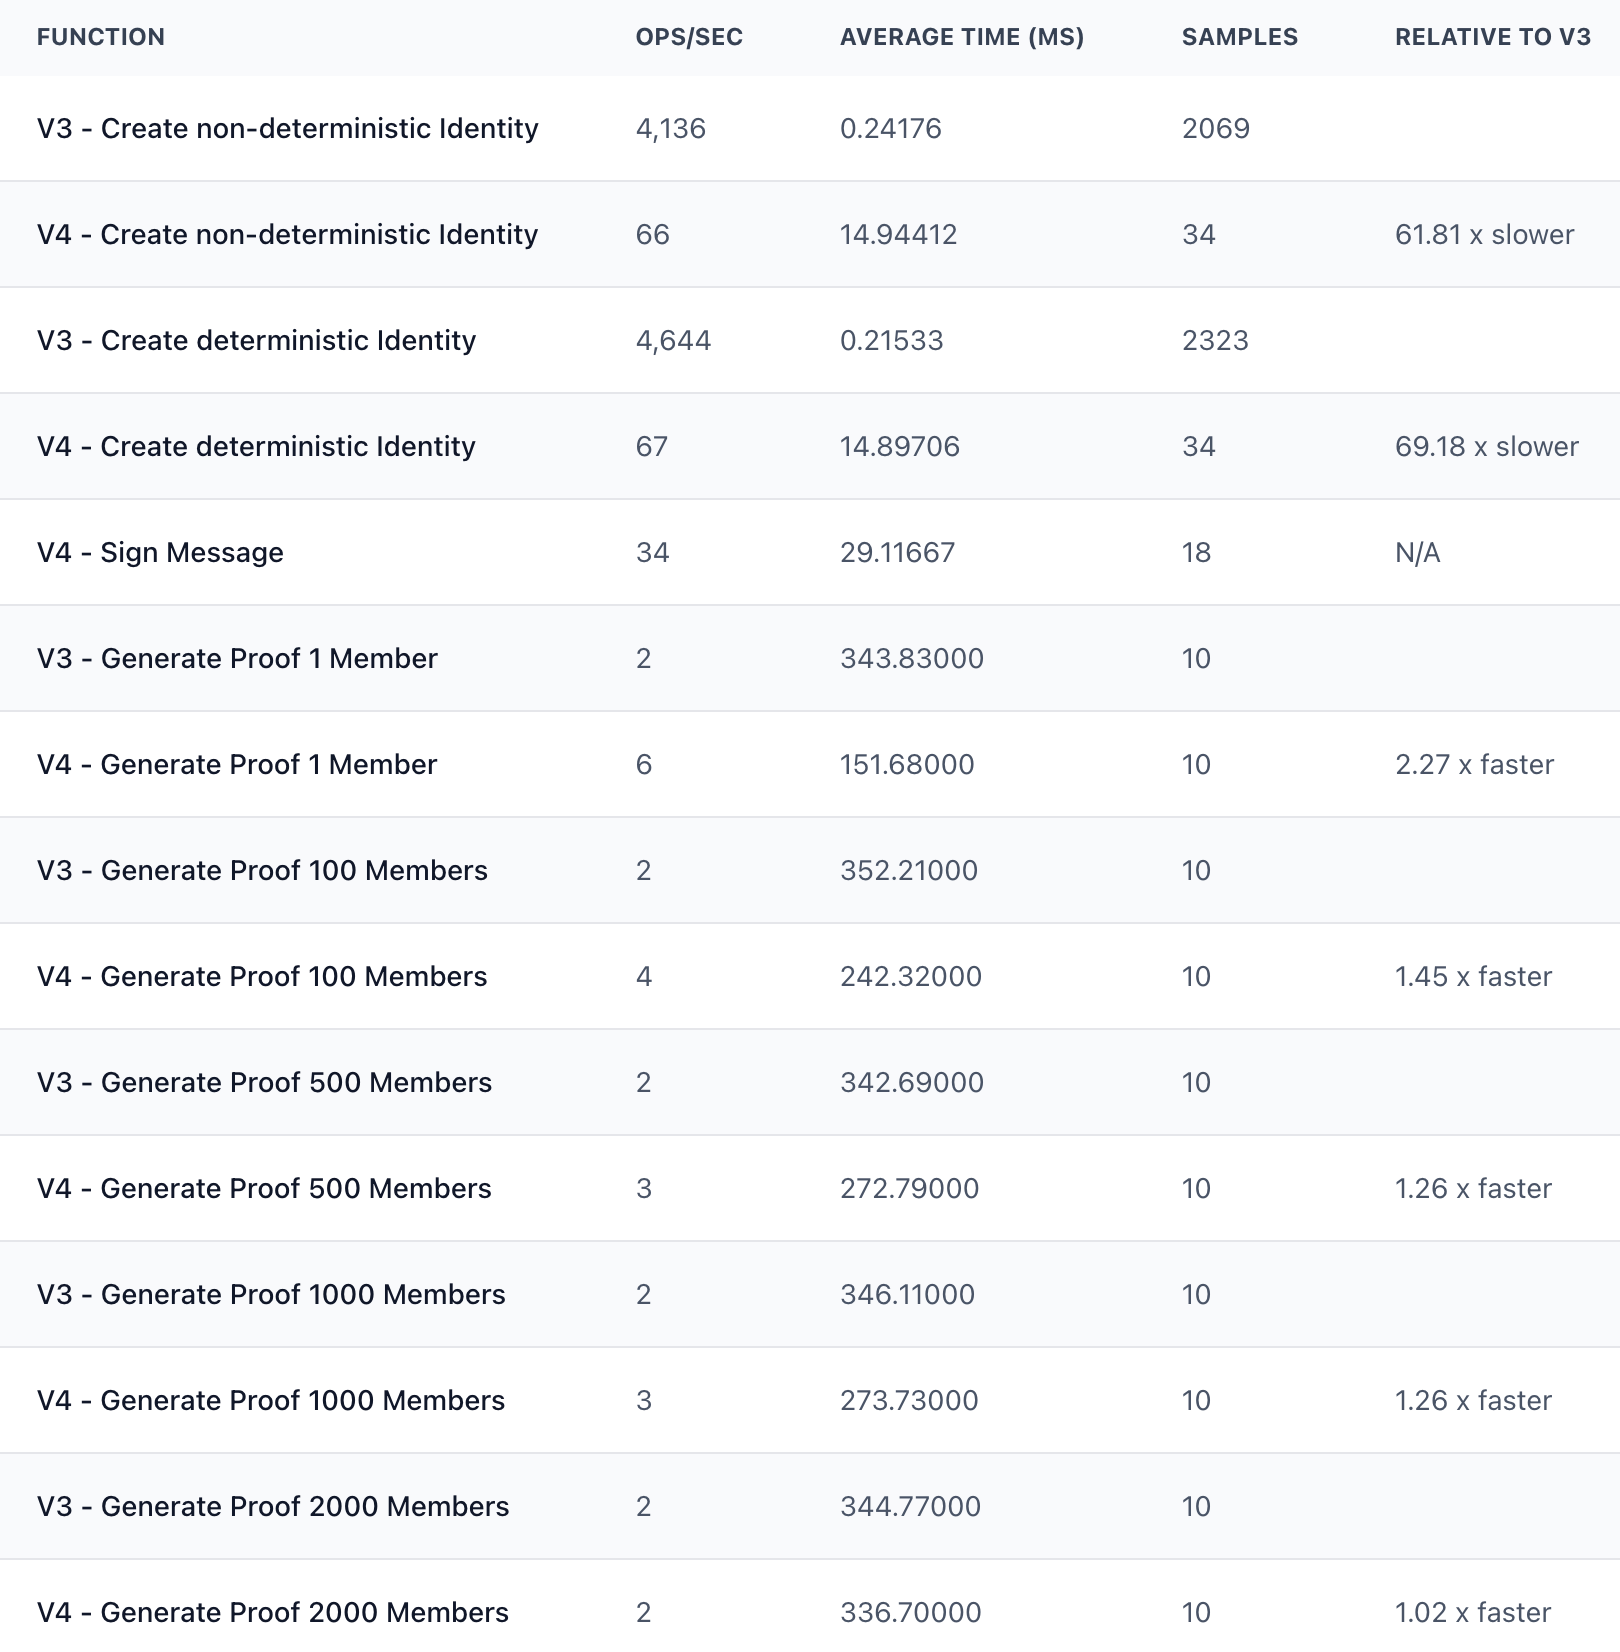 FUNCTION OPS/SEC AVERAGE TIME (MS) SAMPLES RELATIVE TO V3
V3 - Create non-deterministic Identity 4,136 0.24176 2069
V4 - Create non-deterministic Identity 66 14.94412 34 61.81 x slower
V3 - Create deterministic Identity 4,644 0.21533 2323
V4 - Create deterministic Identity 67 14.89706 34 69.18 x slower
V4 - Sign Message 34 29.11667 18 N/A
V3 - Generate Proof 1 Member 2 343.83000 10
V4 - Generate Proof 1 Member 6 151.68000 10 2.27 x faster
V3 - Generate Proof 100 Members 2 352.21000 10
V4 - Generate Proof 100 Members 4 242.32000 10 1.45 x faster
V3 - Generate Proof 500 Members 2 342.69000 10
V4 - Generate Proof 500 Members 3 272.79000 10 1.26 x faster
V3 - Generate Proof 1000 Members 2 346.11000 10
V4 - Generate Proof 1000 Members 3 273.73000 10 1.26 x faster
V3 - Generate Proof 2000 Members 2 344.77000 10
V4 - Generate Proof 2000 Members 2 336.70000 10 1.02 x faster